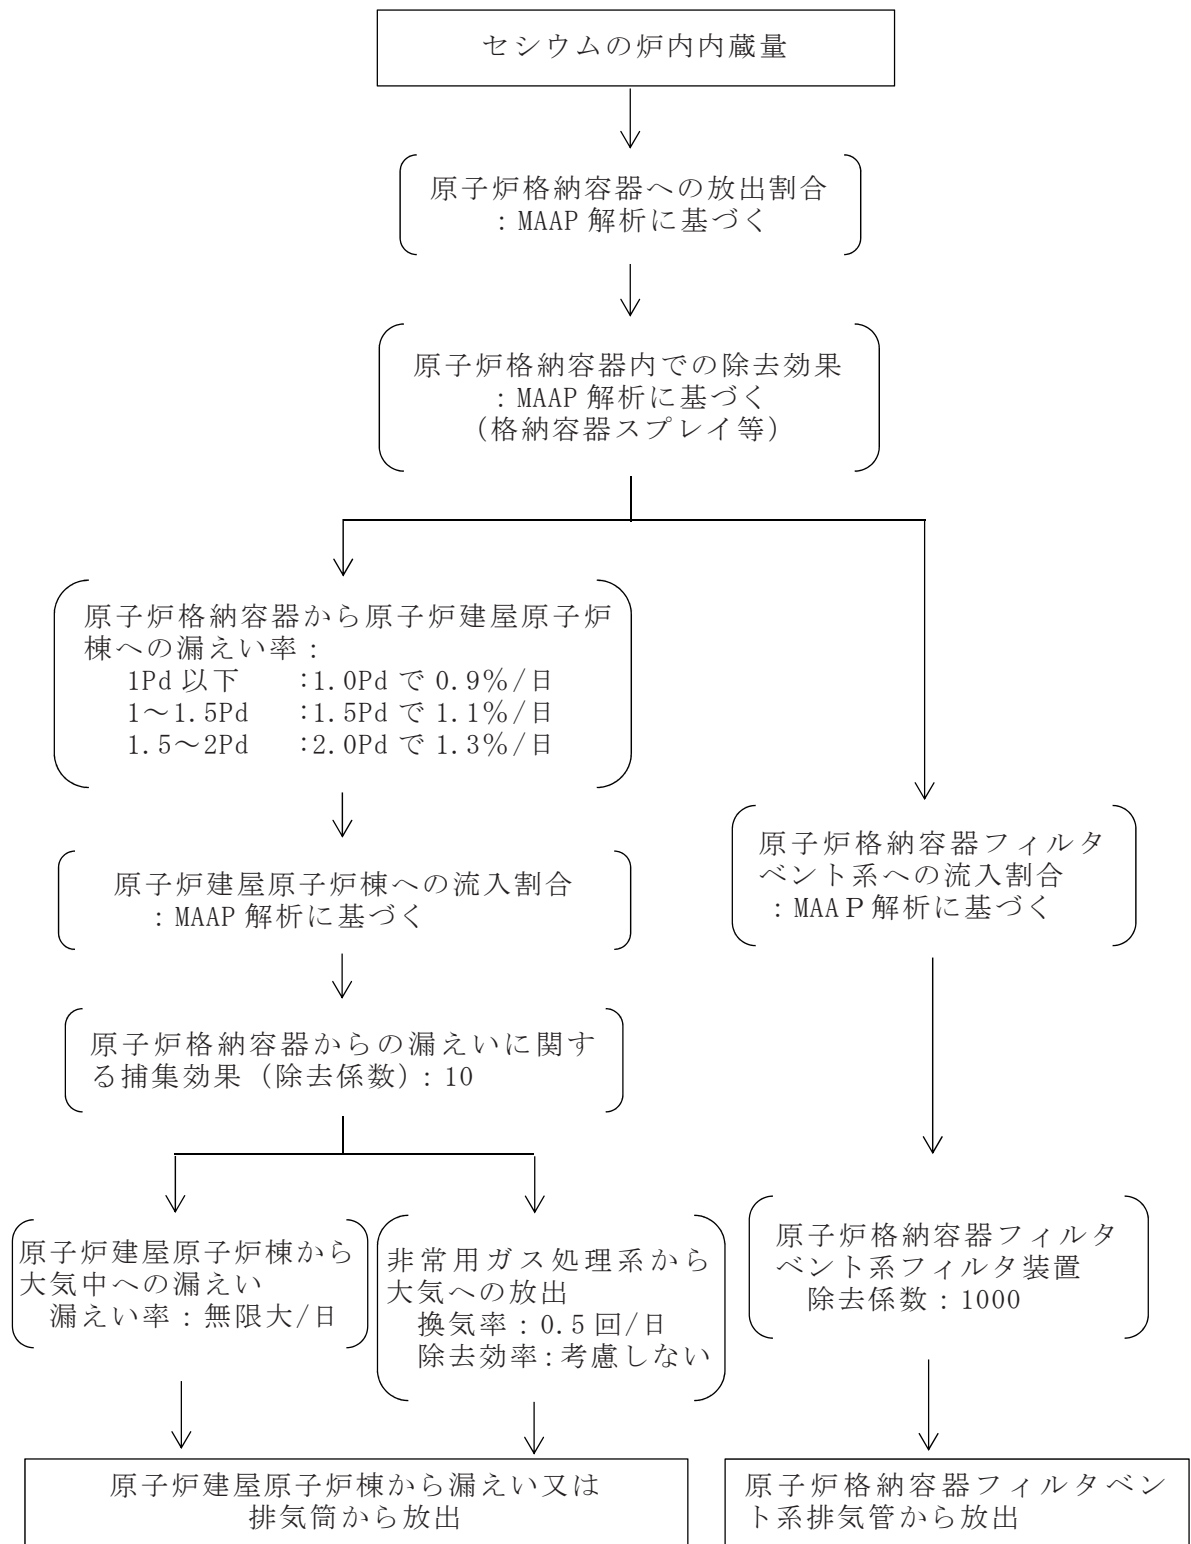 セシウムの炉内内蔵量
原子炉格納容器への放出割合
：MAAP 解析に基づく
原子炉格納容器内での除去効果
：MAAP 解析に基づく
（格納容器スプレイ等）
原子炉格納容器から原子炉建屋原子炉
棟への漏えい率：
1Pd 以下　：1.0Pd で 0.9％/日
1～1.5Pd　：1.5Pd で 1.1％/日
1.5～2Pd　：2.0Pd で 1.3％/日
原子炉建屋原子炉棟への流入割合
：MAAP 解析に基づく
原子炉格納容器からの漏えいに関す
る捕集効果（除去係数）：10
原子炉建屋原子炉棟から
大気中への漏えい
漏えい率：無限大/日
非常用ガス処理系から
大気への放出
換気率：0.5 回/日
除去効率：考慮しない
原子炉建屋原子炉棟から漏えい又は
排気筒から放出
原子炉格納容器フィルタ
ベント系への流入割合
：MAAＰ解析に基づく
原子炉格納容器フィルタ
ベント系フィルタ装置
除去係数：1000
原子炉格納容器フィルタベン
ト系排気管から放出